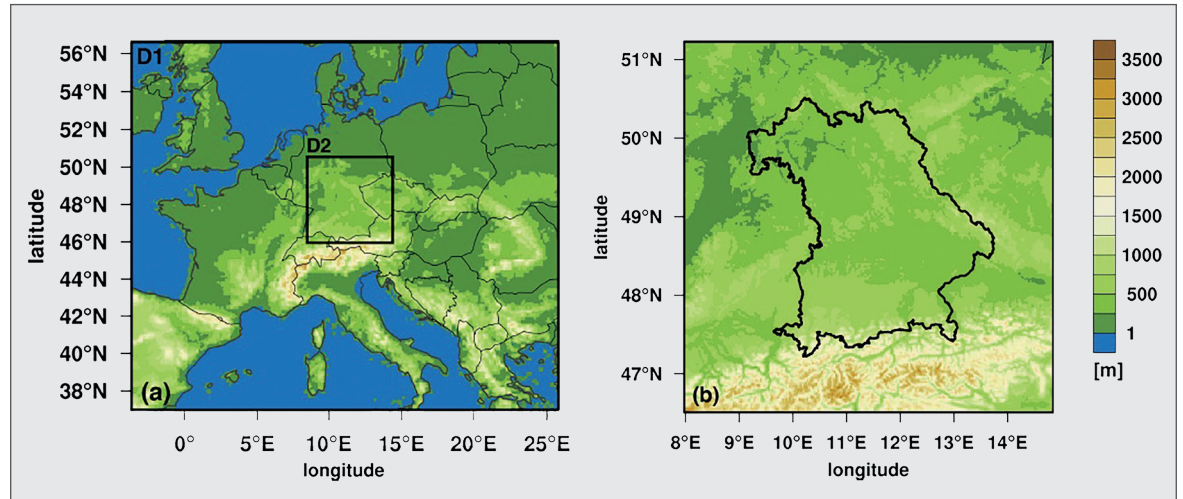 D1
D2
(a)
56°N
54°N
52°N
50°N
48°N
46°N
44°N
42°N
40°N
38°N
latitude
0°
5°E
10°E
15°E
20°E
25°E
longitude
(b)
51°N
50°N
49°N
48°N
47°N
latitude
8°E
9°E
10°E
11°E
12°E
13°E
14°E
longitude
3500
3000
2500
2000
1500
1000
500
1
[m]